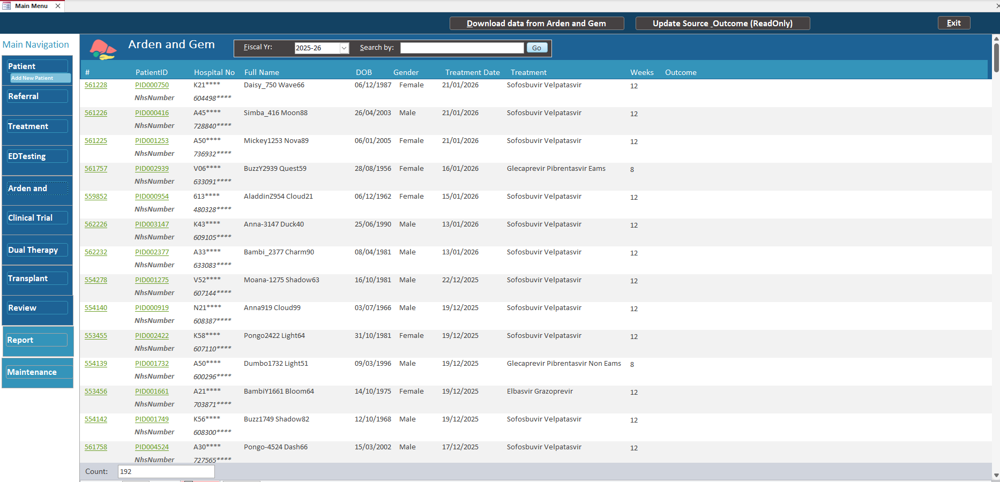 Main Menu
Download data from Arden and Gem
Update Source _Outcome (ReadOnly)
Exit
Main Navigation
Patient
Add New Patient
Referral
Treatment
EDTesting
Arden and
Clinical Trial
Dual Therapy
Transplant
Review
Report
Maintenance
Arden and Gem
Fiscal Yr: 2025-26 Search by: Go
# PatientID Hospital No Full Name DOB Gender Treatment Date Treatment Weeks Outcome
561228 PID000750 K21**** Daisy_750 Wave66 06/12/1987 Female 21/01/2026 Sofosbuvir Velpatasvir 12
NhsNumber 604498****
561226 PID000416 A45**** Simba_416 Moon88 26/04/2003 Male 21/01/2026 Sofosbuvir Velpatasvir 12
NhsNumber 728840****
561225 PID001253 A50**** Mickey1253 Nova89 06/01/2005 Female 21/01/2026 Sofosbuvir Velpatasvir 12
NhsNumber 736932****
561757 PID002939 V06**** BuzzY2939 Quest59 28/08/1956 Female 16/01/2026 Glecaprevir Pibrentasvir Eams 8
NhsNumber 633091****
559852 PID000954 613**** AladdinZ954 Cloud21 06/12/1962 Female 15/01/2026 Sofosbuvir Velpatasvir 12
NhsNumber 480328****
562226 PID003147 K43**** Anna-3147 Duck40 25/06/1990 Male 13/01/2026 Sofosbuvir Velpatasvir 12
NhsNumber 609105****
562232 PID002377 A33**** Bambi_2377 Charm90 08/04/1981 Male 13/01/2026 Sofosbuvir Velpatasvir 12
NhsNumber 633083****
554278 PID001275 V52**** Moana-1275 Shadow63 16/10/1981 Male 22/12/2025 Sofosbuvir Velpatasvir 12
NhsNumber 607144****
554140 PID000919 N21**** Anna919 Cloud99 03/07/1966 Male 19/12/2025 Sofosbuvir Velpatasvir 12
NhsNumber 608387****
553455 PID002422 K58**** Pongo2422 Light64 31/10/1981 Female 19/12/2025 Sofosbuvir Velpatasvir 12
NhsNumber 607110****
554139 PID001732 A50**** Dumbo1732 Light51 09/03/1996 Male 19/12/2025 Glecaprevir Pibrentasvir Non Eams 8
NhsNumber 600296****
553456 PID001661 A21**** BambiY1661 Bloom64 14/10/1975 Female 19/12/2025 Elbasvir Grazoprevir 12
NhsNumber 703871****
554142 PID001749 K56**** Buzz1749 Shadow82 12/10/1968 Male 19/12/2025 Sofosbuvir Velpatasvir 12
NhsNumber 608300****
561758 PID004524 A30**** Pongo-4524 Dash66 15/03/2002 Male 17/12/2025 Sofosbuvir Velpatasvir 12
NhsNumber 727565****
Count: 192